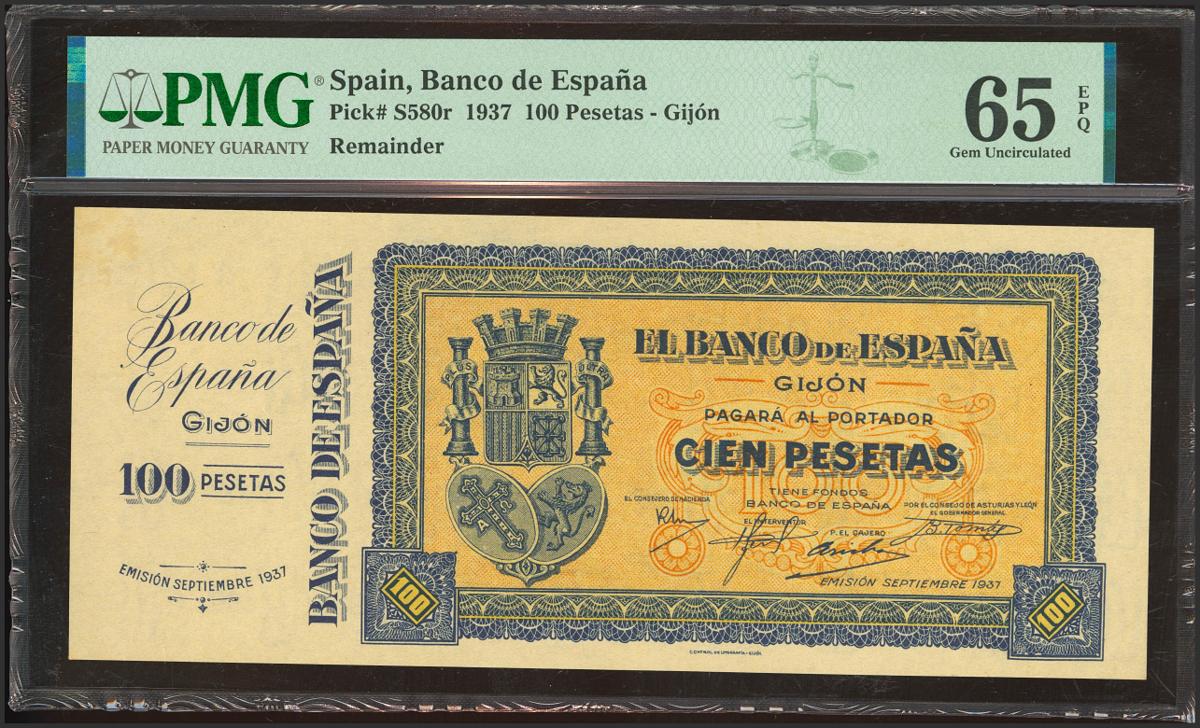 PMG®
PAPER MONEY GUARANTY
Spain, Banco de España
Pick# S580r 1937 100 Pesetas - Gijón
Remainder
65 EPQ
Gem Uncirculated
Banco de
España
GIJÓN
100 PESETAS
EMISIÓN SEPTIEMBRE 1937
BANCO DE ESPAÑA
PLUS
EL BANCO DE ESPAÑA
GIJÓN
PAGARÁ AL PORTADOR
CIEN PESETAS
100
TIENE FONDOS
BANCO DE ESPAÑA
EL CONSEJERO DE HACIENDA
POR EL CONSEJO DE ASTURIAS Y LEÓN
EL GOBERNADOR GENERAL
EL INTERVENTOR
P. EL CAJERO
EMISIÓN SEPTIEMBRE 1937
100
100